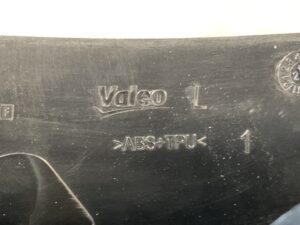 Valeo L
F
>ABS+TPU< 1